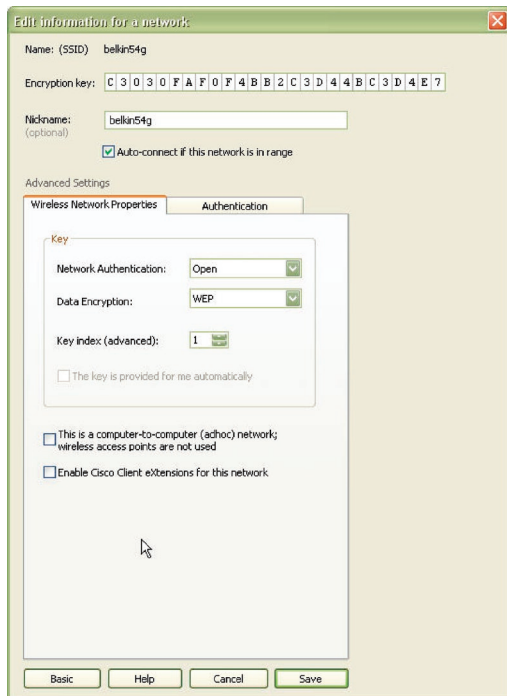 Edit information for a network
Name: (SSID) belkin54g
Encryption key: C 3 0 3 0 F A F 0 F 4 B B 2 C 3 D 4 4 B C 3 D 4 E 7
Nickname: belkin54g
(optional)
Auto-connect if this network is in range
Advanced Settings
Wireless Network Properties Authentication
Key
Network Authentication: Open
Data Encryption: WEP
Key index (advanced): 1
The key is provided for me automatically
This is a computer-to-computer (adhoc) network;
wireless access points are not used
Enable Cisco Client eXtensions for this network
Basic Help Cancel Save